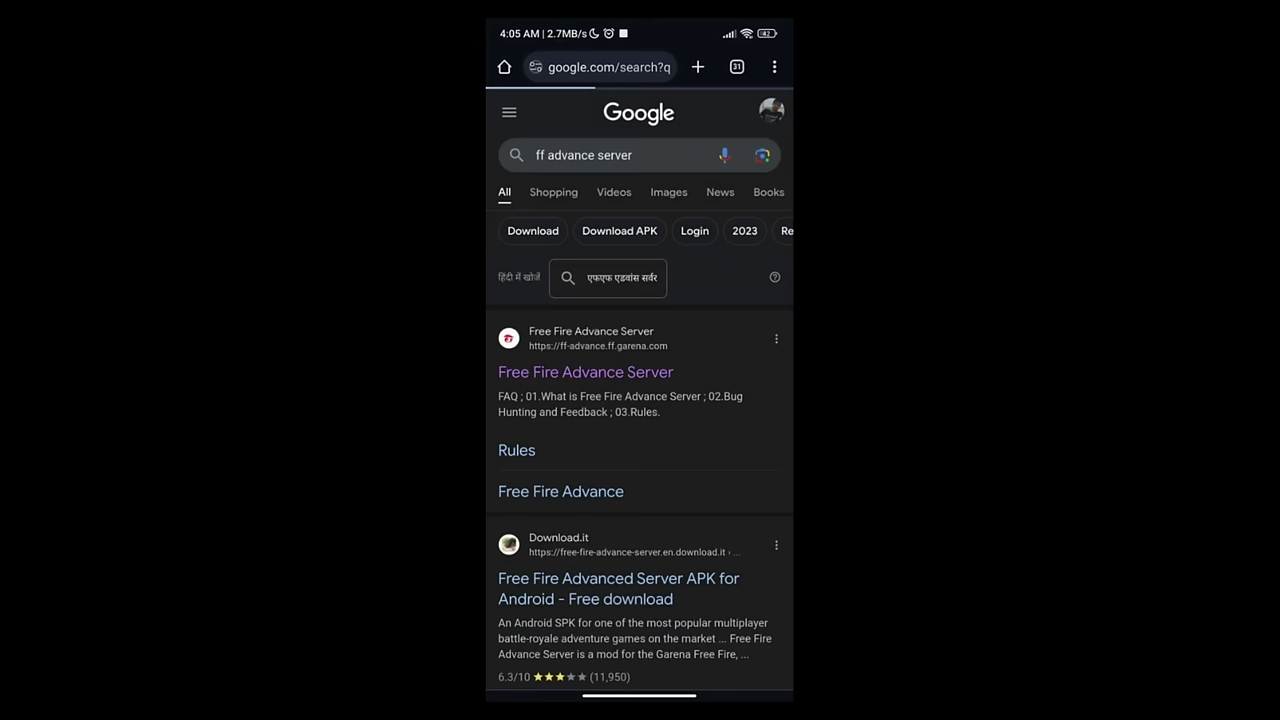 4:05 AM | 2.7MB/s
42
google.com/search?q
31
Google
ff advance server
All Shopping Videos Images News Books
Download Download APK Login 2023 Re
हिंदी में खोजें एफएफ एडवांस सर्वर
Free Fire Advance Server
https://ff-advance.ff.garena.com
Free Fire Advance Server
FAQ ; 01.What is Free Fire Advance Server ; 02.Bug
Hunting and Feedback ; 03.Rules.
Rules
Free Fire Advance
Download.it
https://free-fire-advance-server.en.download.it › ...
Free Fire Advanced Server APK for
Android - Free download
An Android SPK for one of the most popular multiplayer
battle-royale adventure games on the market ... Free Fire
Advance Server is a mod for the Garena Free Fire, ...
6.3/10 ★★★★★ (11,950)